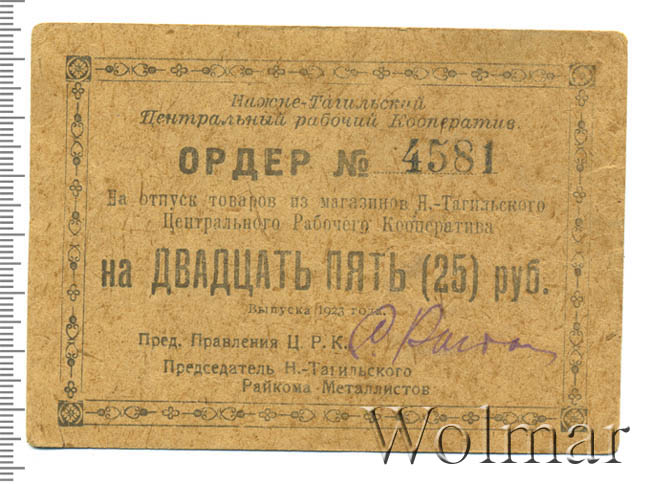 Нижне-Тагильский
Центральный рабочий Кооператив.
ОРДЕР № 4581
На отпуск товаров из магазинов Н.-Тагильского
Центрального Рабочего Кооператива
на ДВАДЦАТЬ ПЯТЬ (25) руб.
Выпуска 1923 года.
Пред. Правления Ц. Р. К.
Председатель Н.-Тагильского
Райкома Металлистов
Wolmar